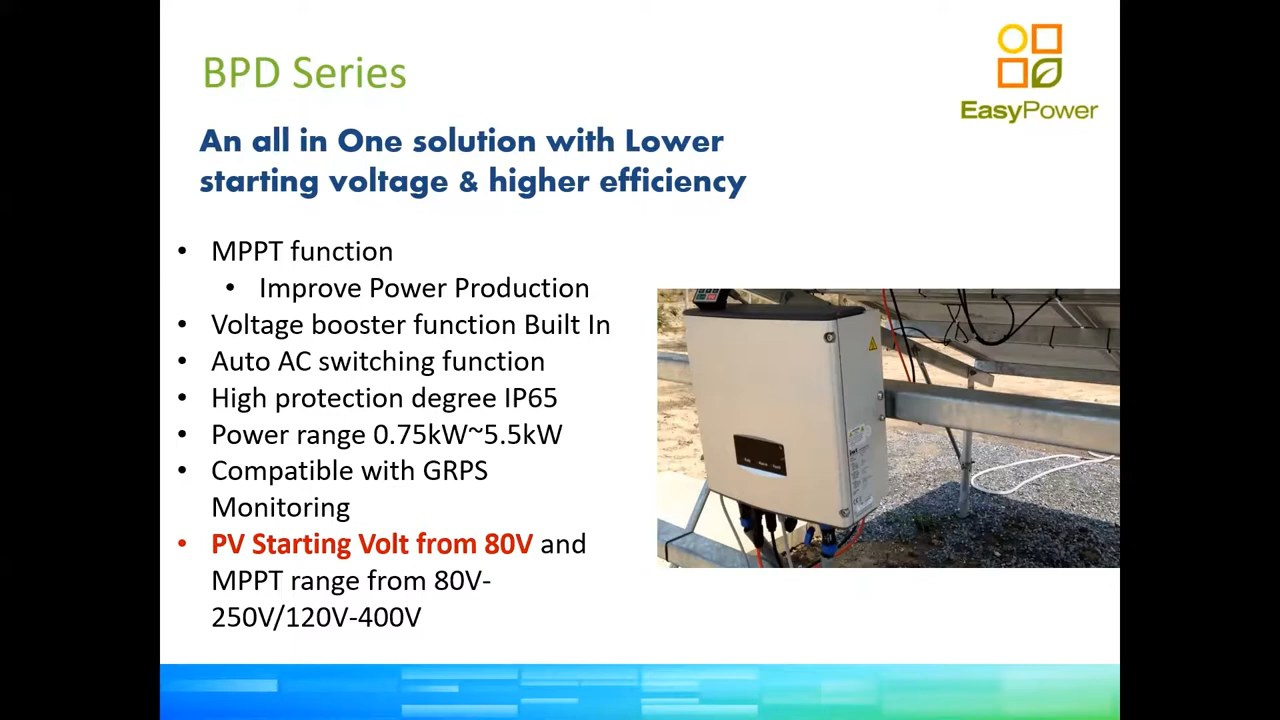 BPD Series
EasyPower
An all in One solution with Lower
starting voltage & higher efficiency
• MPPT function
• Improve Power Production
• Voltage booster function Built In
• Auto AC switching function
• High protection degree IP65
• Power range 0.75kW~5.5kW
• Compatible with GRPS
Monitoring
• PV Starting Volt from 80V and
MPPT range from 80V-
250V/120V-400V